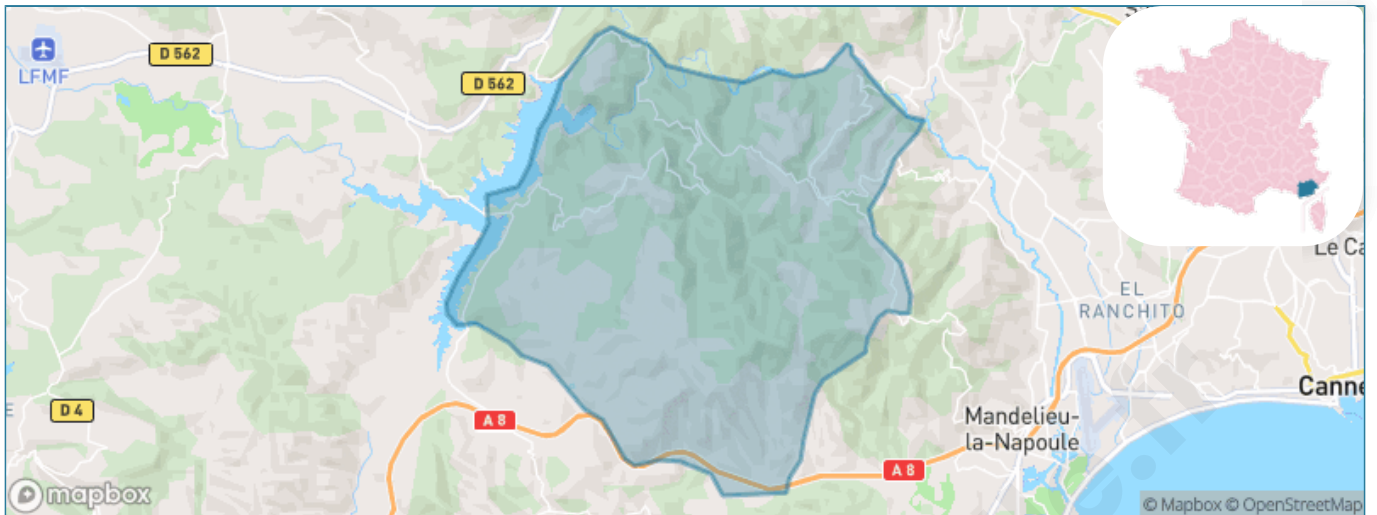 D 562
LFMF
D 562
Le Ca
EL
RANCHITO
Canne
D 4
A 8
Mandelieu-
la-Napoule
A 8
mapbox
© Mapbox © OpenStreetMap